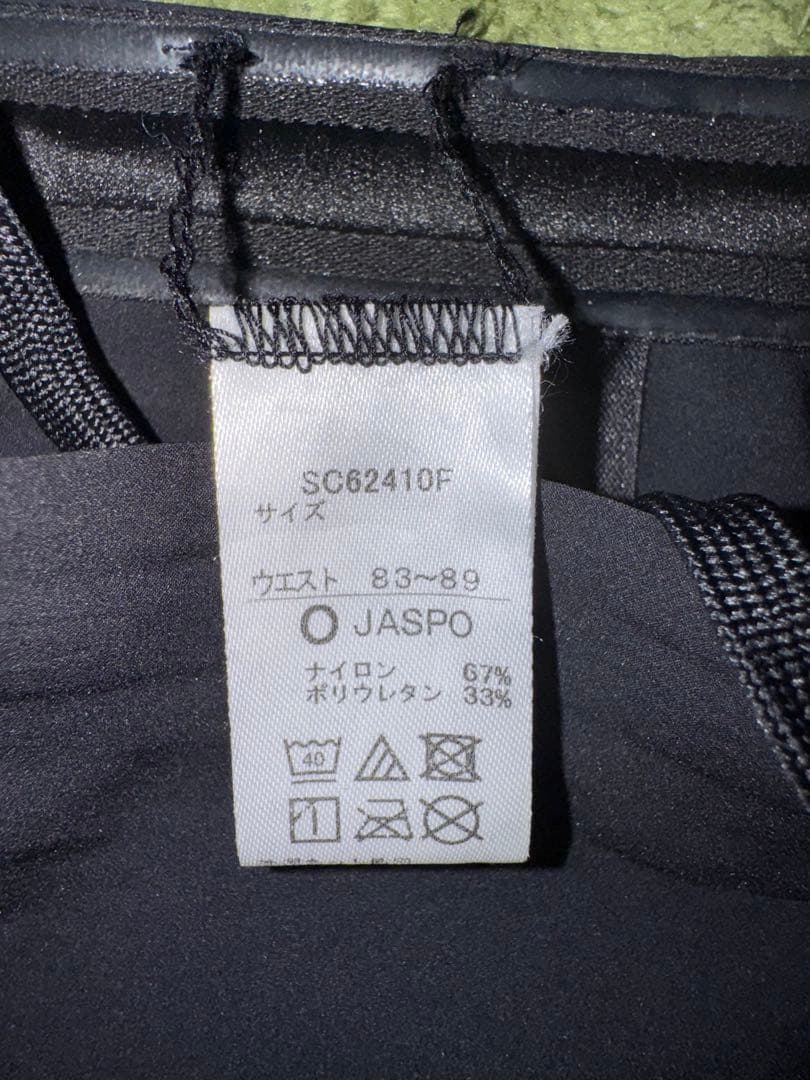 SC62410F
サイズ
ウエスト 83〜89
O JASPO
ナイロン 67%
ポリウレタン 33%
40